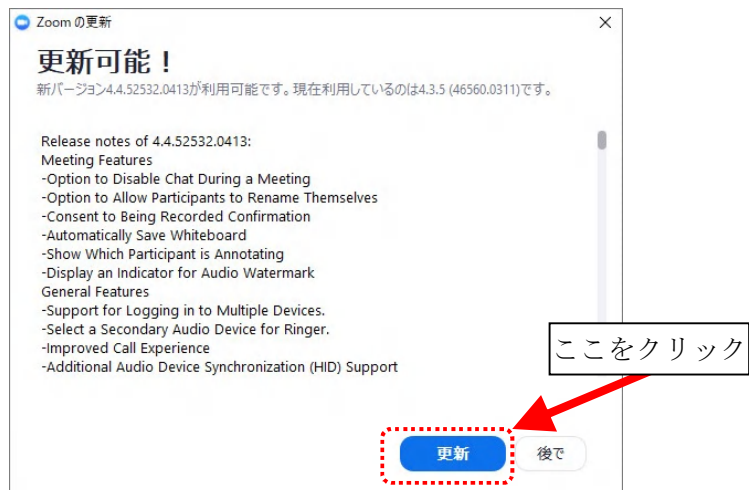 Zoom の更新
更新可能！
新バージョン4.4.52532.0413が利用可能です。現在利用しているのは4.3.5 (46560.0311)です。
Release notes of 4.4.52532.0413:
Meeting Features
-Option to Disable Chat During a Meeting
-Option to Allow Participants to Rename Themselves
-Consent to Being Recorded Confirmation
-Automatically Save Whiteboard
-Show Which Participant is Annotating
-Display an Indicator for Audio Watermark
General Features
-Support for Logging in to Multiple Devices.
-Select a Secondary Audio Device for Ringer.
-Improved Call Experience
-Additional Audio Device Synchronization (HID) Support
ここをクリック
更新
後で